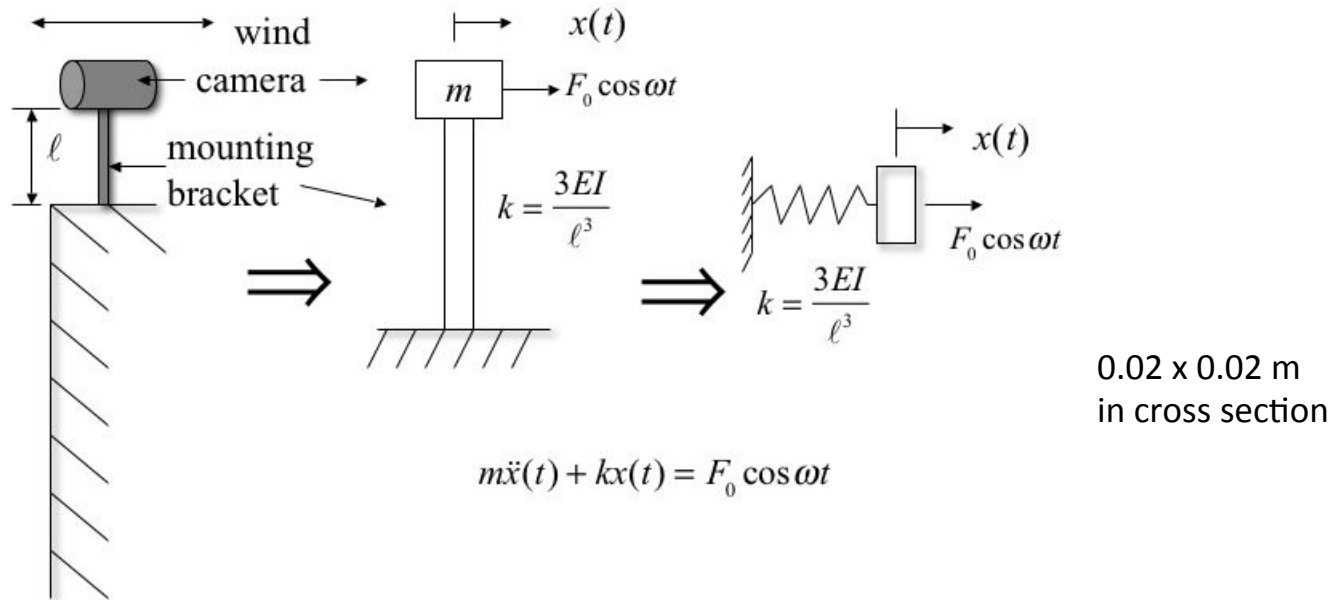 wind
camera
ℓ
mounting
bracket
x(t)
m
F₀ cos ωt
k = 3EI/ℓ³
x(t)
F₀ cos ωt
k = 3EI/ℓ³
0.02 x 0.02 m
in cross section
mẍ(t) + kx(t) = F₀ cos ωt